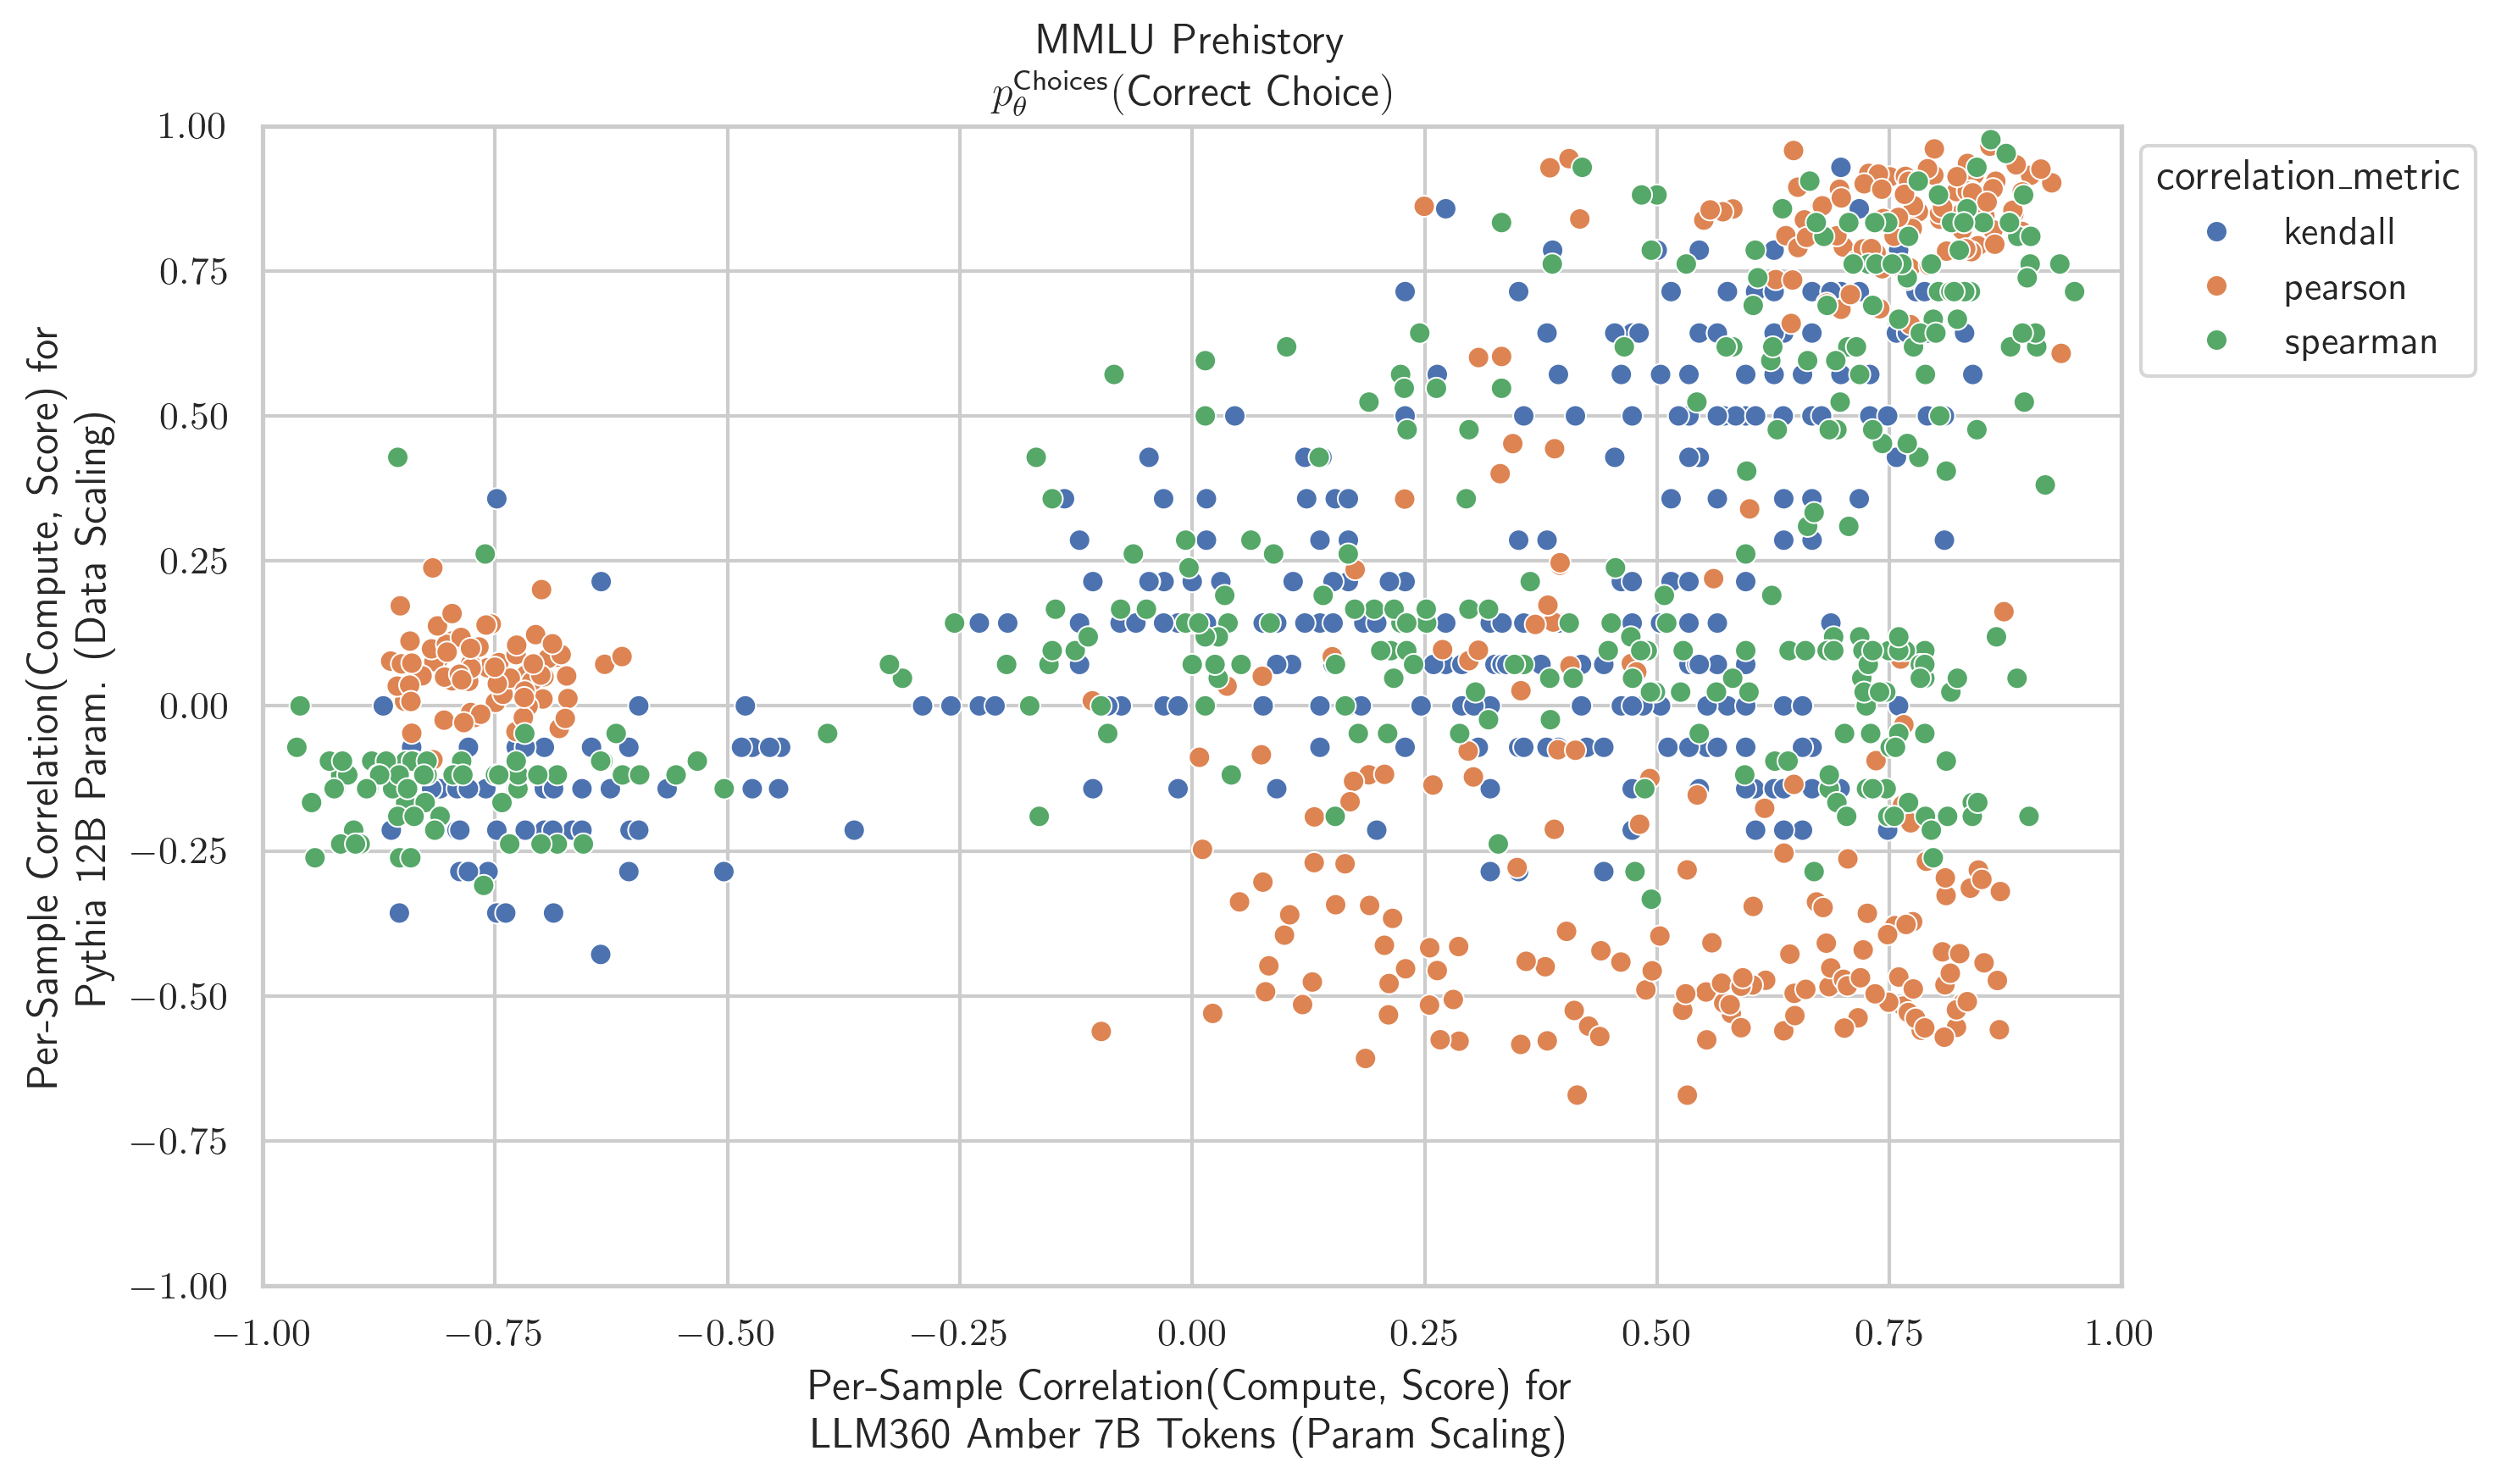 MMLU Prehistory
p_θ^Choices(Correct Choice)
1.00
0.75
0.50
0.25
0.00
−0.25
−0.50
−0.75
−1.00
Per-Sample Correlation(Compute, Score) for
Pythia 12B Param. (Data Scaling)
correlation_metric
kendall
pearson
spearman
−1.00 −0.75 −0.50 −0.25 0.00 0.25 0.50 0.75 1.00
Per-Sample Correlation(Compute, Score) for
LLM360 Amber 7B Tokens (Param Scaling)